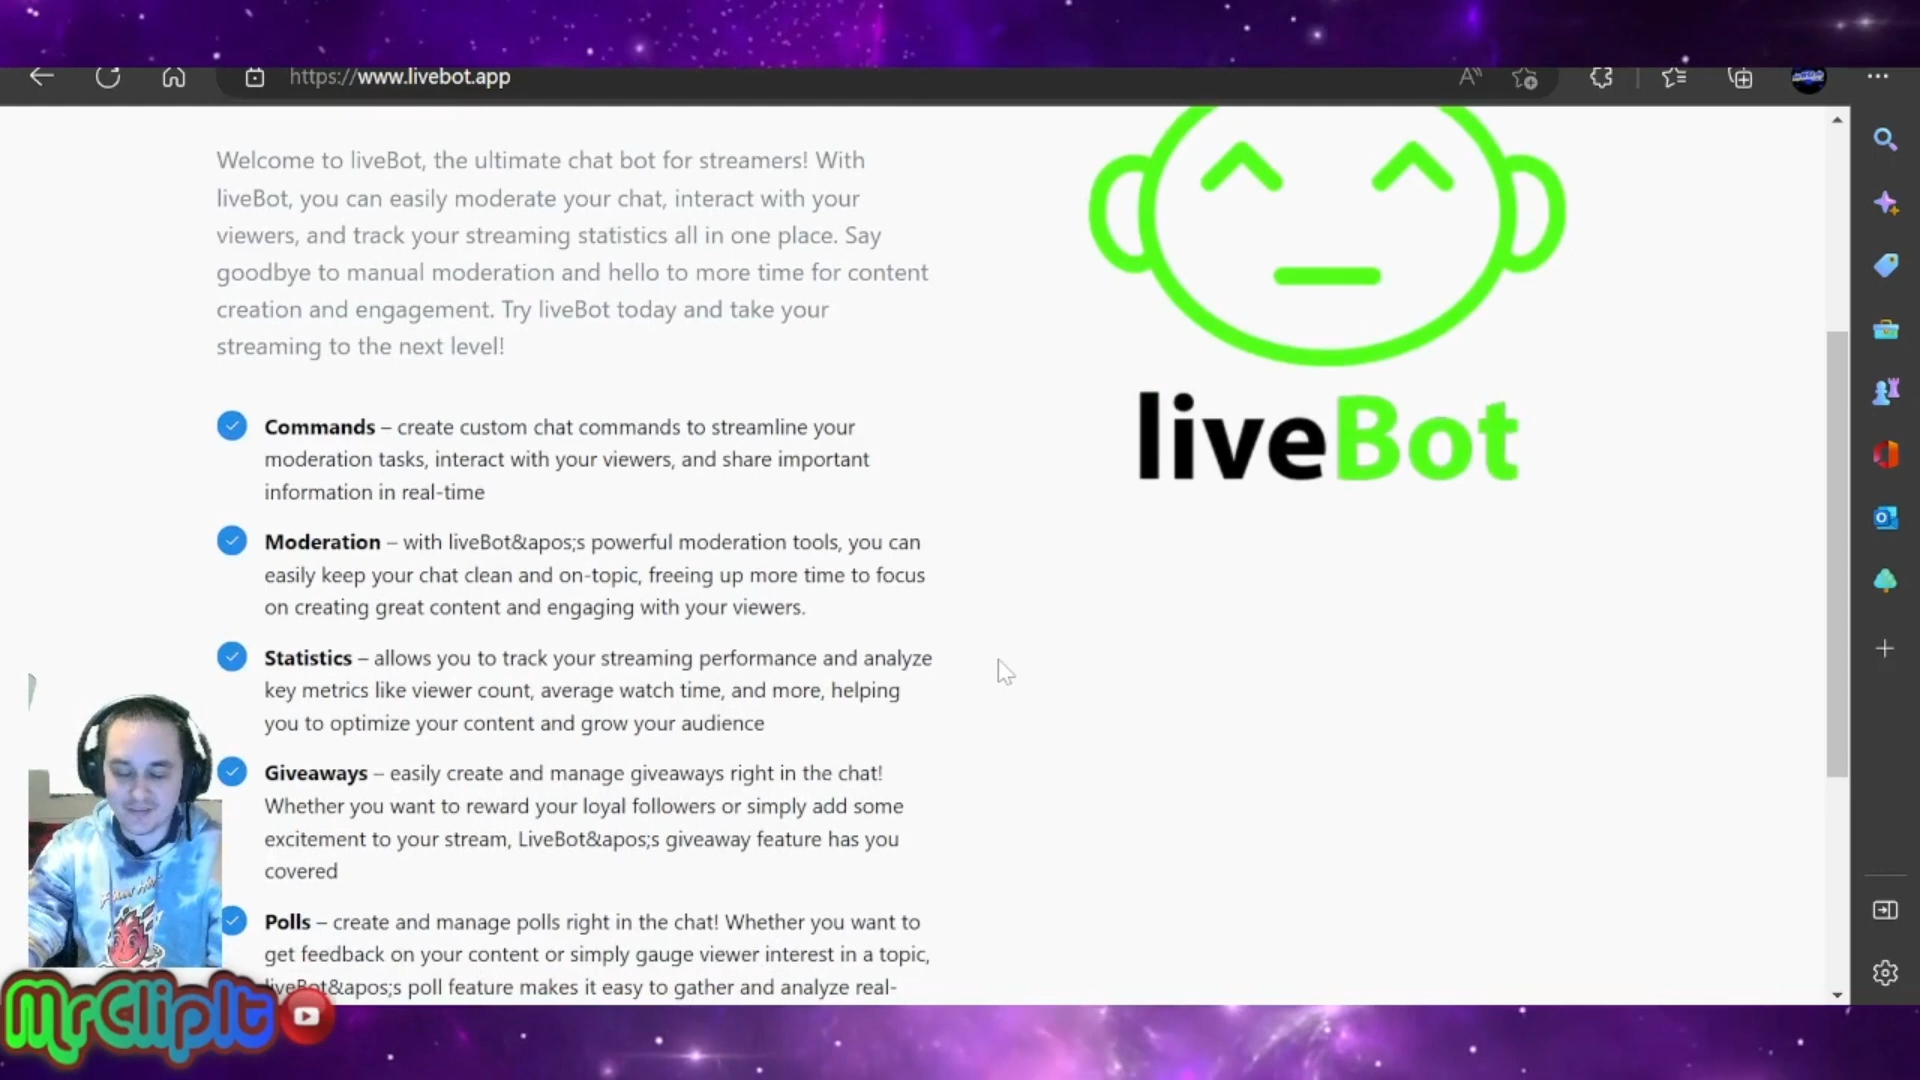 https://www.livebot.app
Welcome to liveBot, the ultimate chat bot for streamers! With
liveBot, you can easily moderate your chat, interact with your
viewers, and track your streaming statistics all in one place. Say
goodbye to manual moderation and hello to more time for content
creation and engagement. Try liveBot today and take your
streaming to the next level!
liveBot
Commands – create custom chat commands to streamline your
moderation tasks, interact with your viewers, and share important
information in real-time
Moderation – with liveBot&apos;s powerful moderation tools, you can
easily keep your chat clean and on-topic, freeing up more time to focus
on creating great content and engaging with your viewers.
Statistics – allows you to track your streaming performance and analyze
key metrics like viewer count, average watch time, and more, helping
you to optimize your content and grow your audience
Giveaways – easily create and manage giveaways right in the chat!
Whether you want to reward your loyal followers or simply add some
excitement to your stream, LiveBot&apos;s giveaway feature has you
covered
Polls – create and manage polls right in the chat! Whether you want to
get feedback on your content or simply gauge viewer interest in a topic,
liveBot&apos;s poll feature makes it easy to gather and analyze real-
MrClipIt